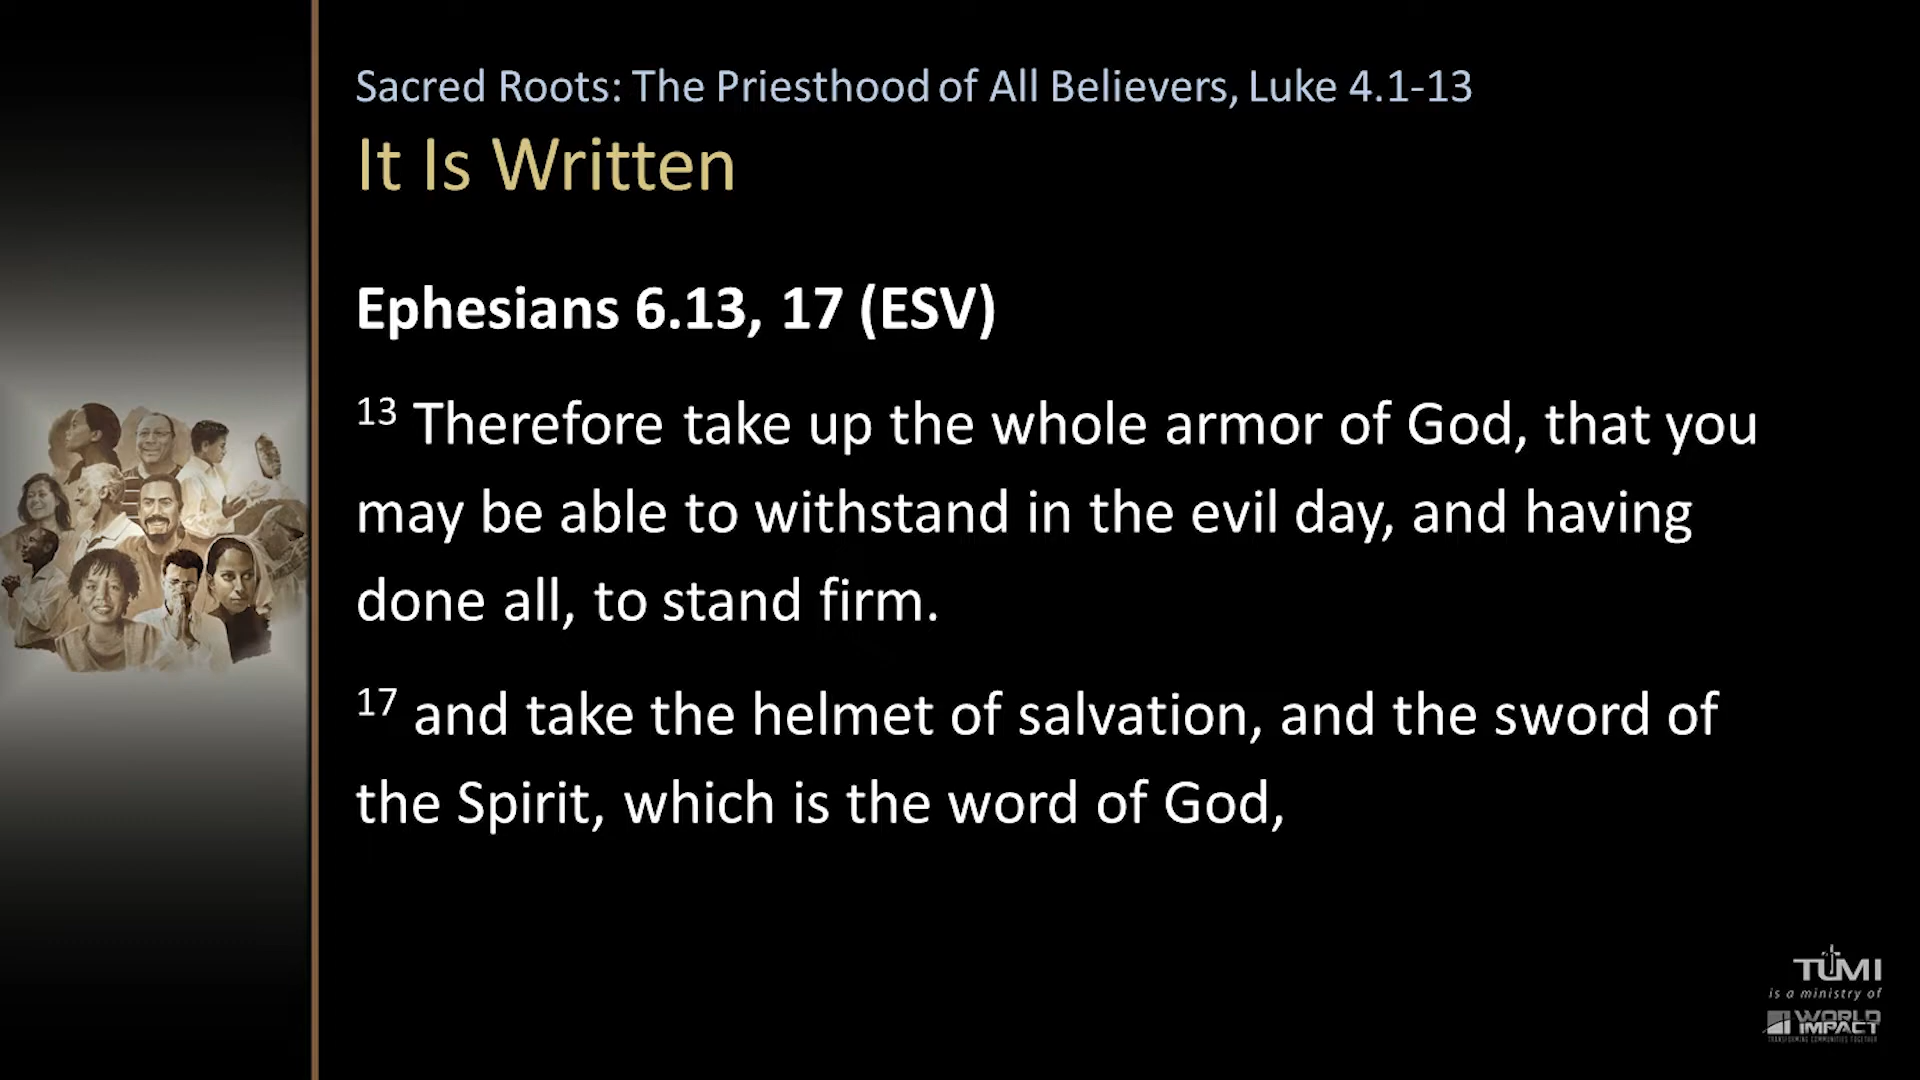 Sacred Roots: The Priesthood of All Believers, Luke 4.1-13
It Is Written
Ephesians 6.13, 17 (ESV)
13 Therefore take up the whole armor of God, that you
may be able to withstand in the evil day, and having
done all, to stand firm.
17 and take the helmet of salvation, and the sword of
the Spirit, which is the word of God,
TUMI
is a ministry of
WORLD
IMPACT
TRANSFORMING COMMUNITIES TOGETHER